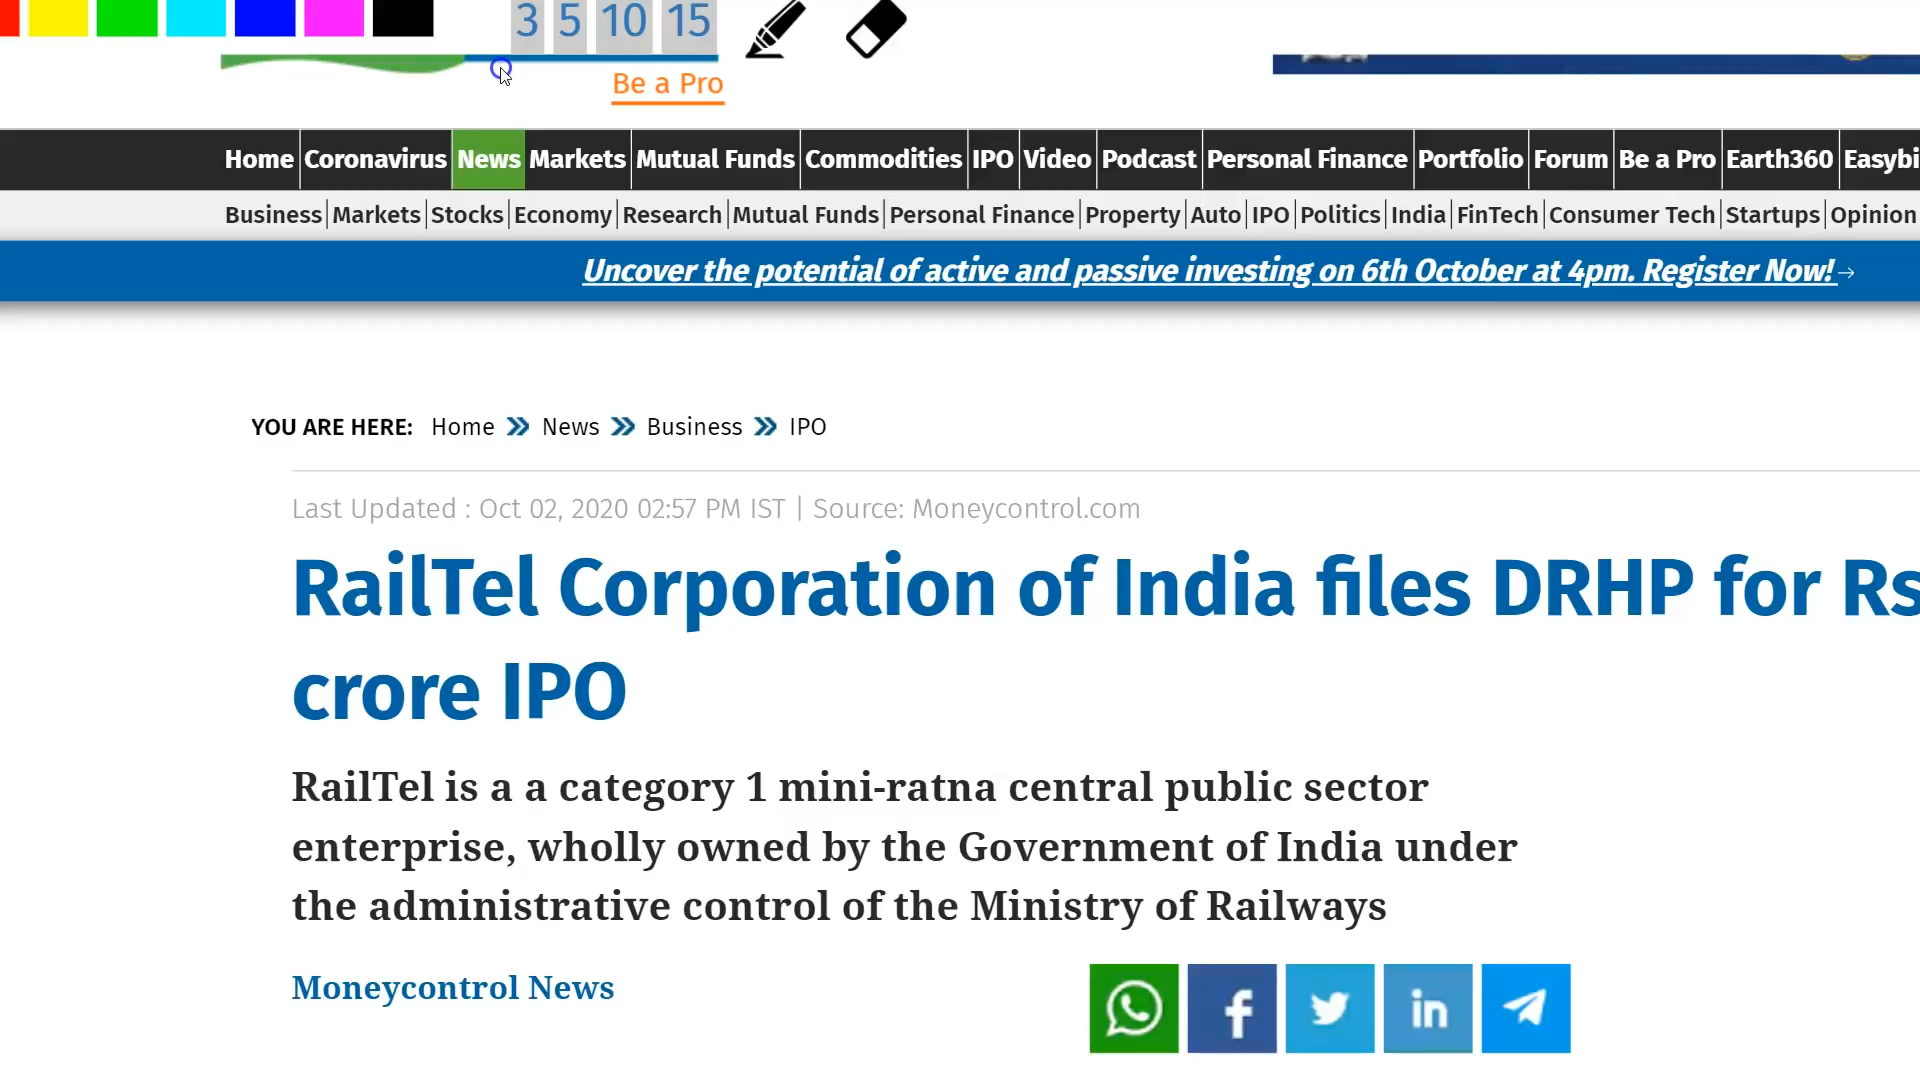 3 5 10 15
Be a Pro
Home Coronavirus News Markets Mutual Funds Commodities IPO Video Podcast Personal Finance Portfolio Forum Be a Pro Earth360 Easybi
Business Markets Stocks Economy Research Mutual Funds Personal Finance Property Auto IPO Politics India FinTech Consumer Tech Startups Opinion
Uncover the potential of active and passive investing on 6th October at 4pm. Register Now! →
YOU ARE HERE: Home » News » Business » IPO
Last Updated : Oct 02, 2020 02:57 PM IST | Source: Moneycontrol.com
RailTel Corporation of India files DRHP for Rs
crore IPO
RailTel is a a category 1 mini-ratna central public sector
enterprise, wholly owned by the Government of India under
the administrative control of the Ministry of Railways
Moneycontrol News